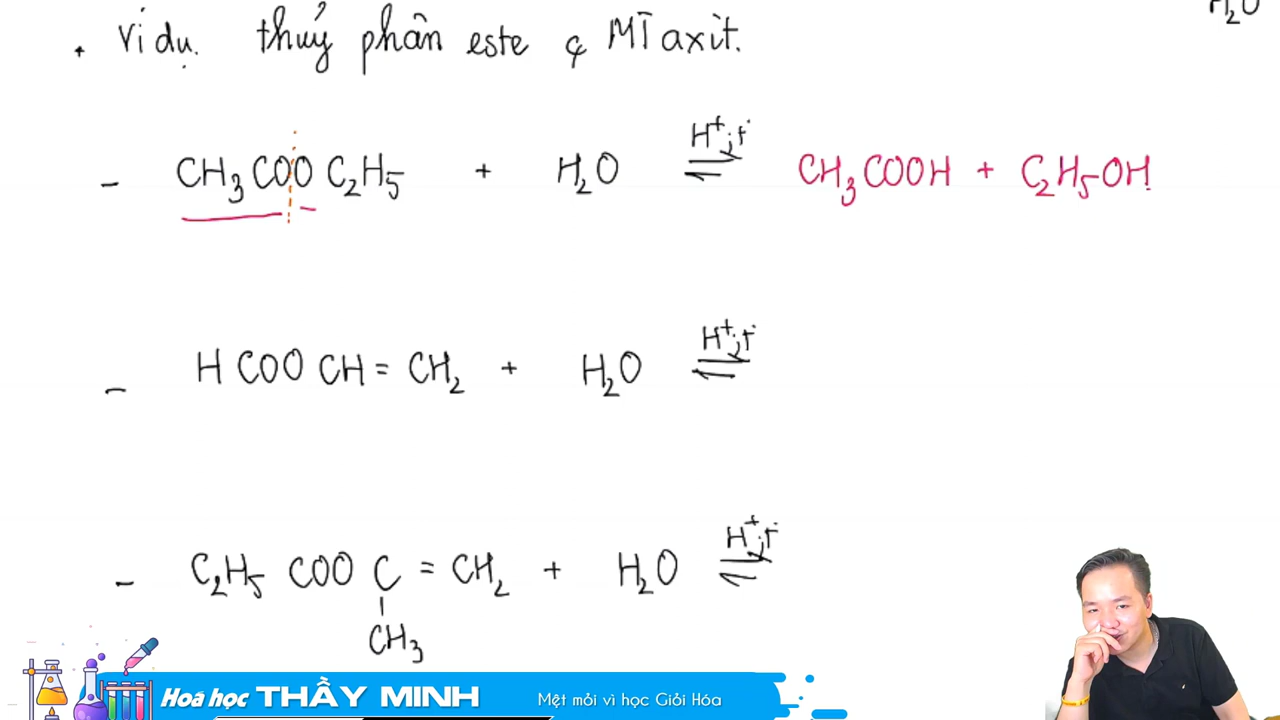 H₂O
+ Ví dụ. thuỷ phân este ç MT axit.
- CH₃COOC₂H₅ + H₂O ⇌ (H⁺, t°) CH₃COOH + C₂H₅OH
- HCOOCH=CH₂ + H₂O ⇌ (H⁺, t°)
- C₂H₅COOC=CH₂ + H₂O ⇌ (H⁺, t°)
CH₃
Hoá học THẦY MINH
Mệt mỏi vì học Giỏi Hóa